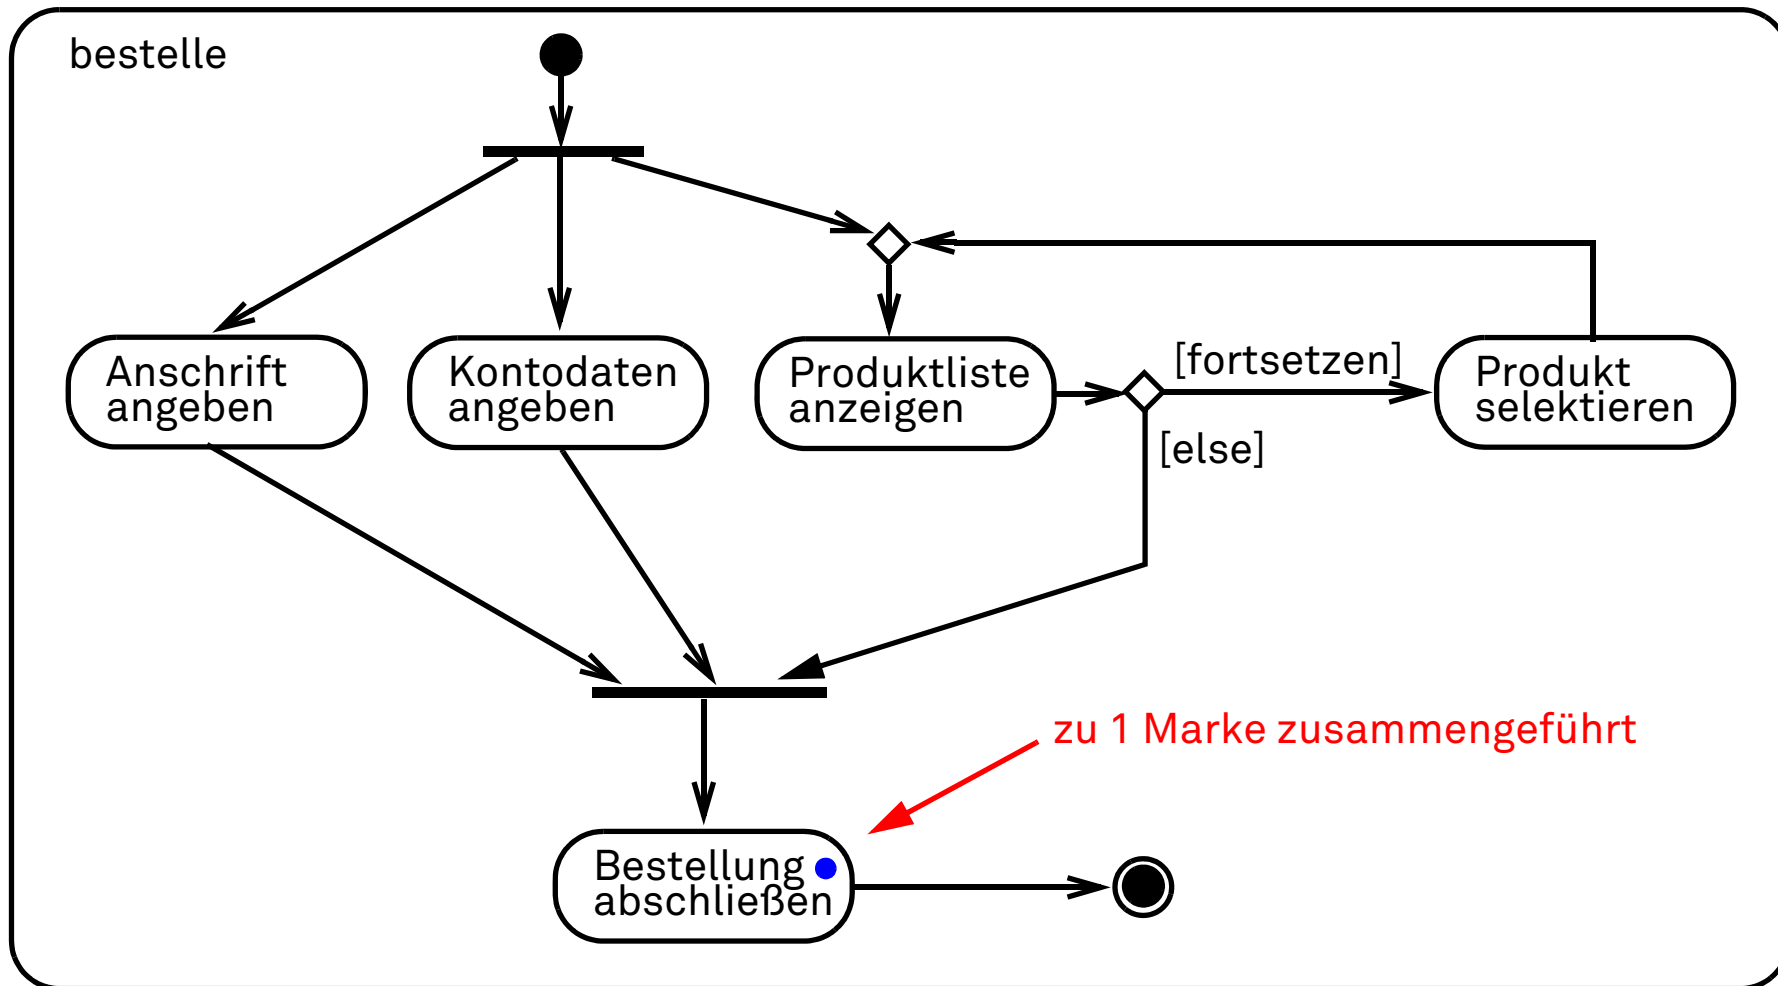 bestelle
Anschrift
angeben
Kontodaten
angeben
Produktliste
anzeigen
[fortsetzen]
[else]
Produkt
selektieren
zu 1 Marke zusammengeführt
Bestellung
abschließen